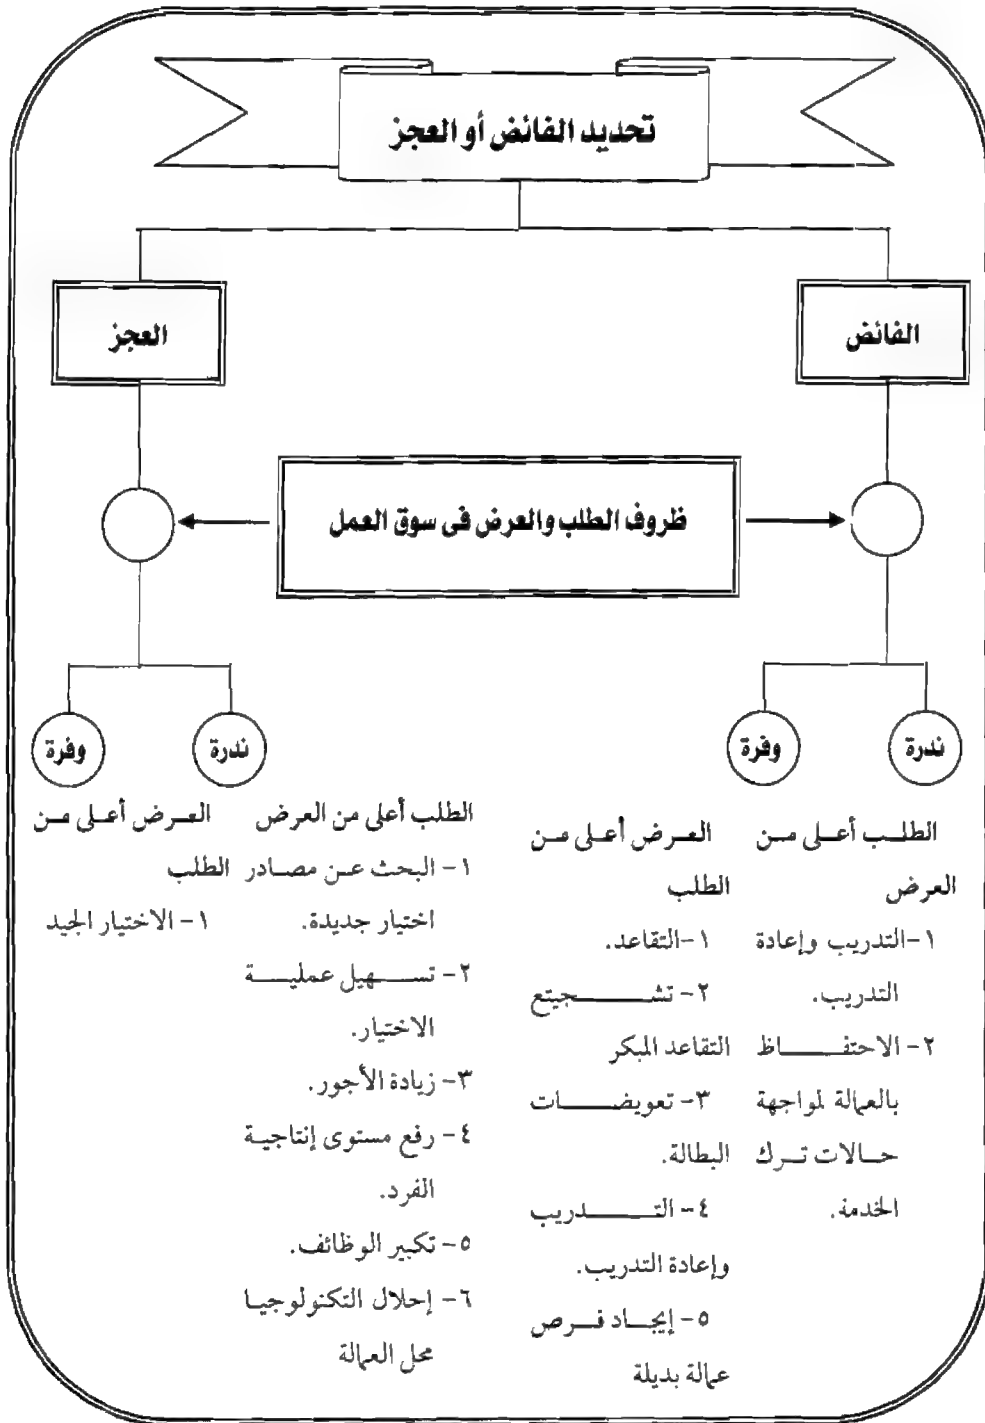 تحديد الفائض أو العجز
الفائض
العجز
ظروف الطلب والعرض فى سوق العمل
ندرة
وفرة
ندرة
وفرة
الطلب أعلى من
العرض
١-التدريب وإعادة
التدريب.
٢- الاحتفاظ
بالعمالة لمواجهة
حالات ترك
الخدمة.
العرض أعلى من
الطلب
١-التقاعد.
٢- تشجيتع
التقاعد المبكر
٣- تعويضات
البطالة.
٤- التدريب
وإعادة التدريب.
٥- إيجاد فرص
عمالة بديلة
الطلب أعلى من العرض
١- البحث عن مصادر
اختيار جديدة.
٢- تسهيل عملية
الاختيار.
٣- زيادة الأجور.
٤- رفع مستوى إنتاجية
الفرد.
٥- تكبير الوظائف.
٦- إحلال التكنولوجيا
محل العمالة
العرض أعلى من
الطلب
١- الاختيار الجيد